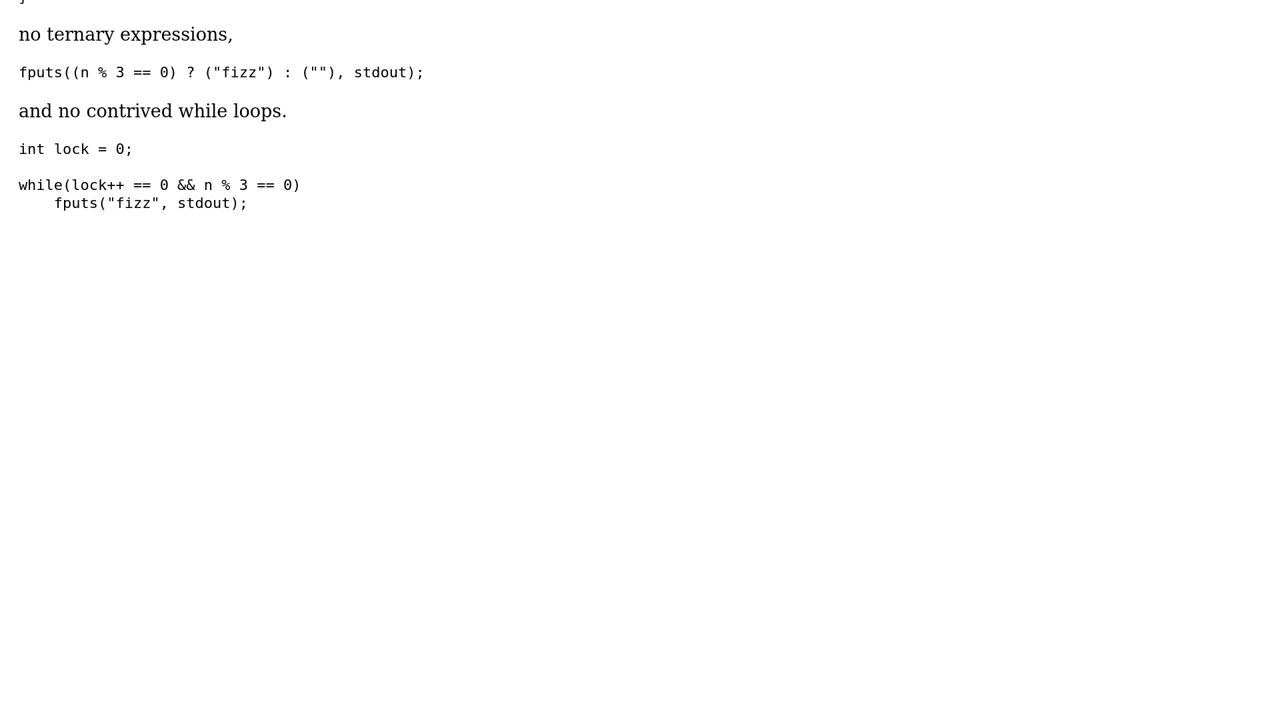 }
no ternary expressions,
fputs((n % 3 == 0) ? ("fizz") : (""), stdout);
and no contrived while loops.
int lock = 0;
while(lock++ == 0 && n % 3 == 0)
    fputs("fizz", stdout);